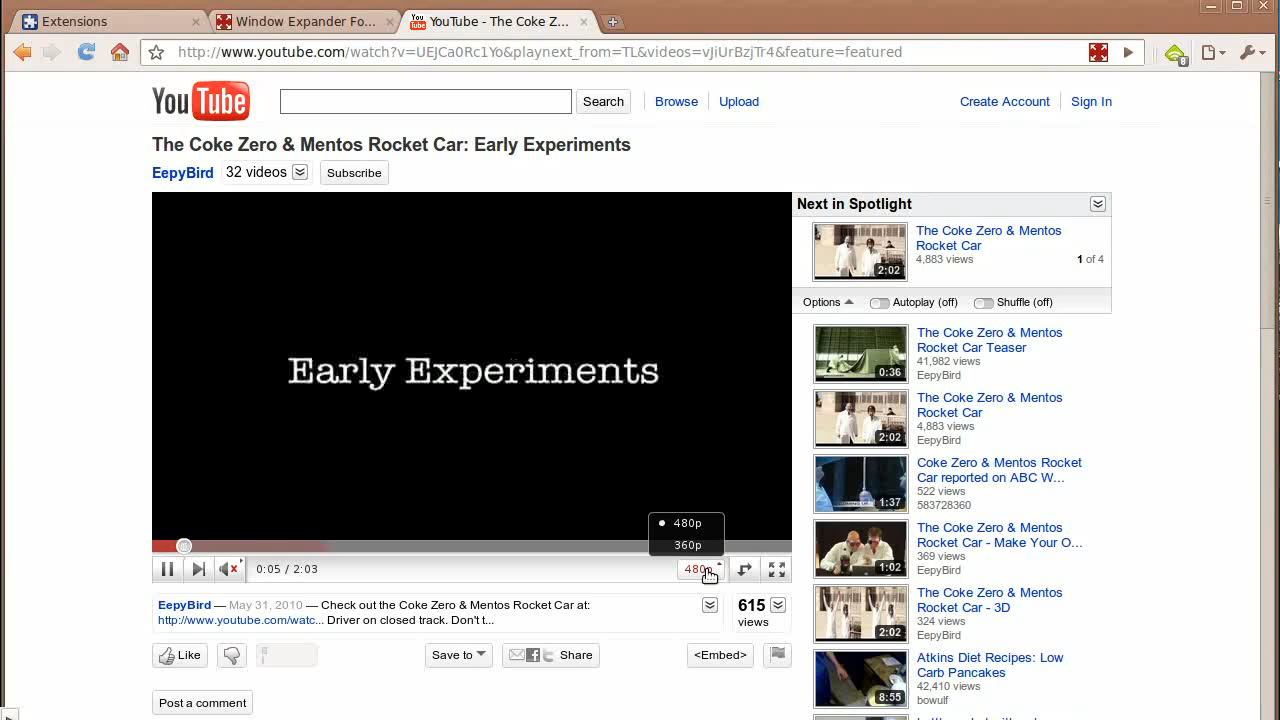 Extensions
Window Expander Fo...
YouTube - The Coke Z...
http://www.youtube.com/watch?v=UEJCa0Rc1Yo&playnext_from=TL&videos=vJiUrBzjTr4&feature=featured
8
YouTube
Search
Browse
Upload
Create Account
Sign In
The Coke Zero & Mentos Rocket Car: Early Experiments
EepyBird
32 videos
Subscribe
Early Experiments
480p
360p
0:05 / 2:03
480p
EepyBird — May 31, 2010 — Check out the Coke Zero & Mentos Rocket Car at:
http://www.youtube.com/watc... Driver on closed track. Don't t...
615
views
Save to
Share
<Embed>
Post a comment
Next in Spotlight
The Coke Zero & Mentos
Rocket Car
4,883 views
1 of 4
2:02
Options
Autoplay (off)
Shuffle (off)
The Coke Zero & Mentos
Rocket Car Teaser
41,982 views
EepyBird
0:36
The Coke Zero & Mentos
Rocket Car
4,883 views
EepyBird
2:02
Coke Zero & Mentos Rocket
Car reported on ABC W...
522 views
583728360
1:37
The Coke Zero & Mentos
Rocket Car - Make Your O...
369 views
EepyBird
1:02
The Coke Zero & Mentos
Rocket Car - 3D
324 views
EepyBird
2:02
Atkins Diet Recipes: Low
Carb Pancakes
42,410 views
bowulf
8:55